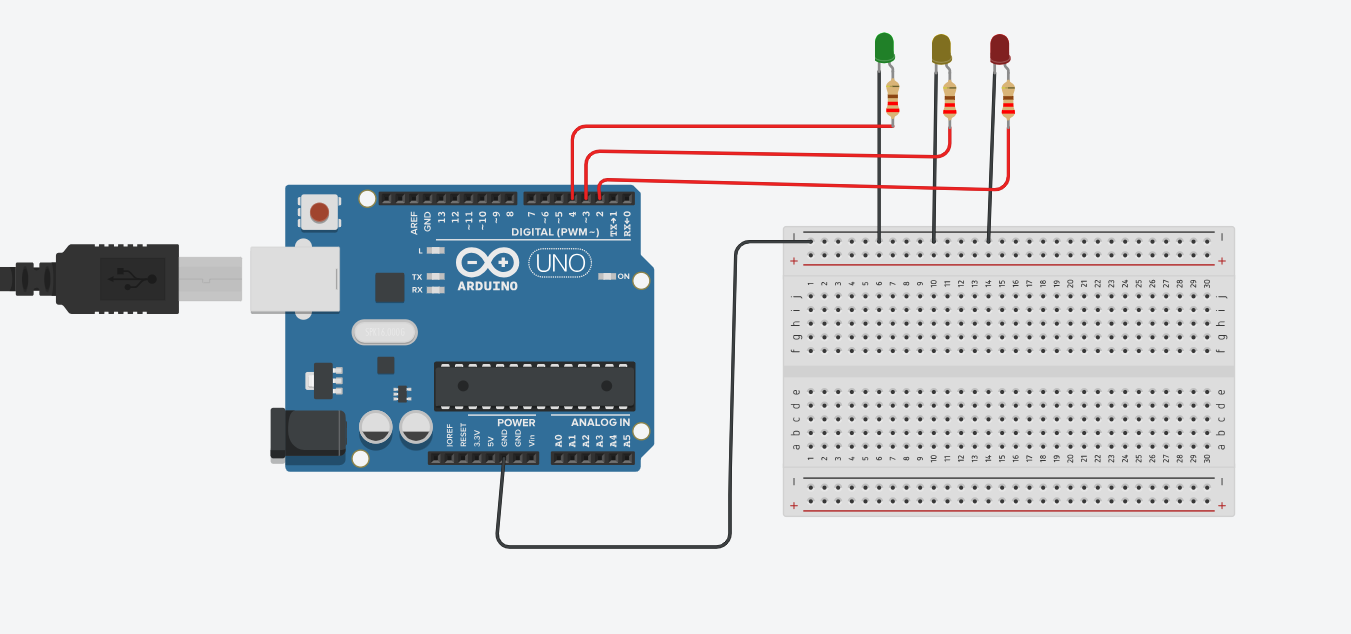 AREF
GND
13
12
~11
~10
~9
8
7
~6
~5
4
~3
2
TX→1
RX←0
DIGITAL (PWM~)
L
TX
RX
ARDUINO
UNO
ON
IOREF
RESET
3.3V
5V
GND
GND
Vin
POWER
ANALOG IN
A0
A1
A2
A3
A4
A5
− −
+ +
1 2 3 4 5 6 7 8 9 10 11 12 13 14 15 16 17 18 19 20 21 22 23 24 25 26 27 28 29 30
j j
i i
h h
g g
f f
e e
d d
c c
b b
a a
1 2 3 4 5 6 7 8 9 10 11 12 13 14 15 16 17 18 19 20 21 22 23 24 25 26 27 28 29 30
− −
+ +